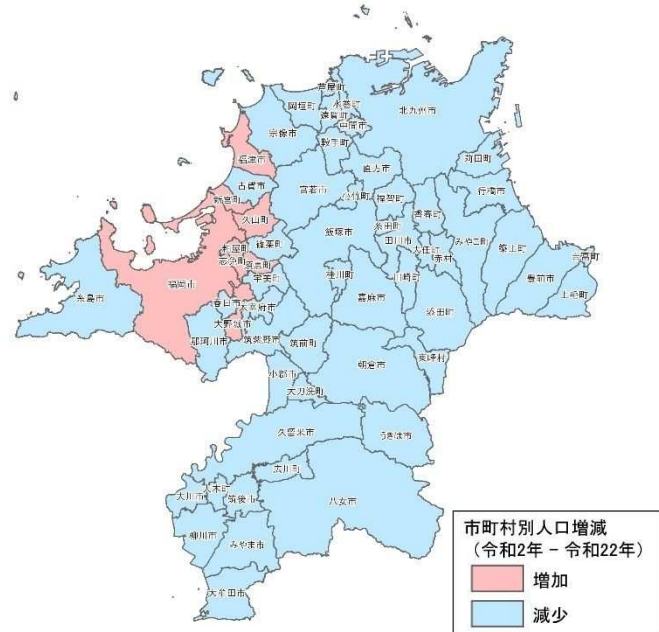 芦屋町
水巻町
岡垣町
遠賀町
中間市
北九州市
宗像市
鞍手町
福津市
直方市
苅田町
古賀市
宮若市
小竹町
福智町
行橋市
新宮町
久山町
香春町
糸田町
飯塚市
田川市
みやこ町
粕屋町
篠栗町
大任町
赤村
築上町
吉富町
志免町
須恵町
豊前市
福岡市
宇美町
桂川町
川崎町
上毛町
糸島市
春日市
太宰府市
嘉麻市
添田町
大野城市
那珂川市
筑紫野市
筑前町
朝倉市
東峰村
小郡市
大刀洗町
久留米市
うきは市
広川町
大木町
大川市
筑後市
八女市
柳川市
みやま市
大牟田市
市町村別人口増減
（令和2年 － 令和22年）
増加
減少